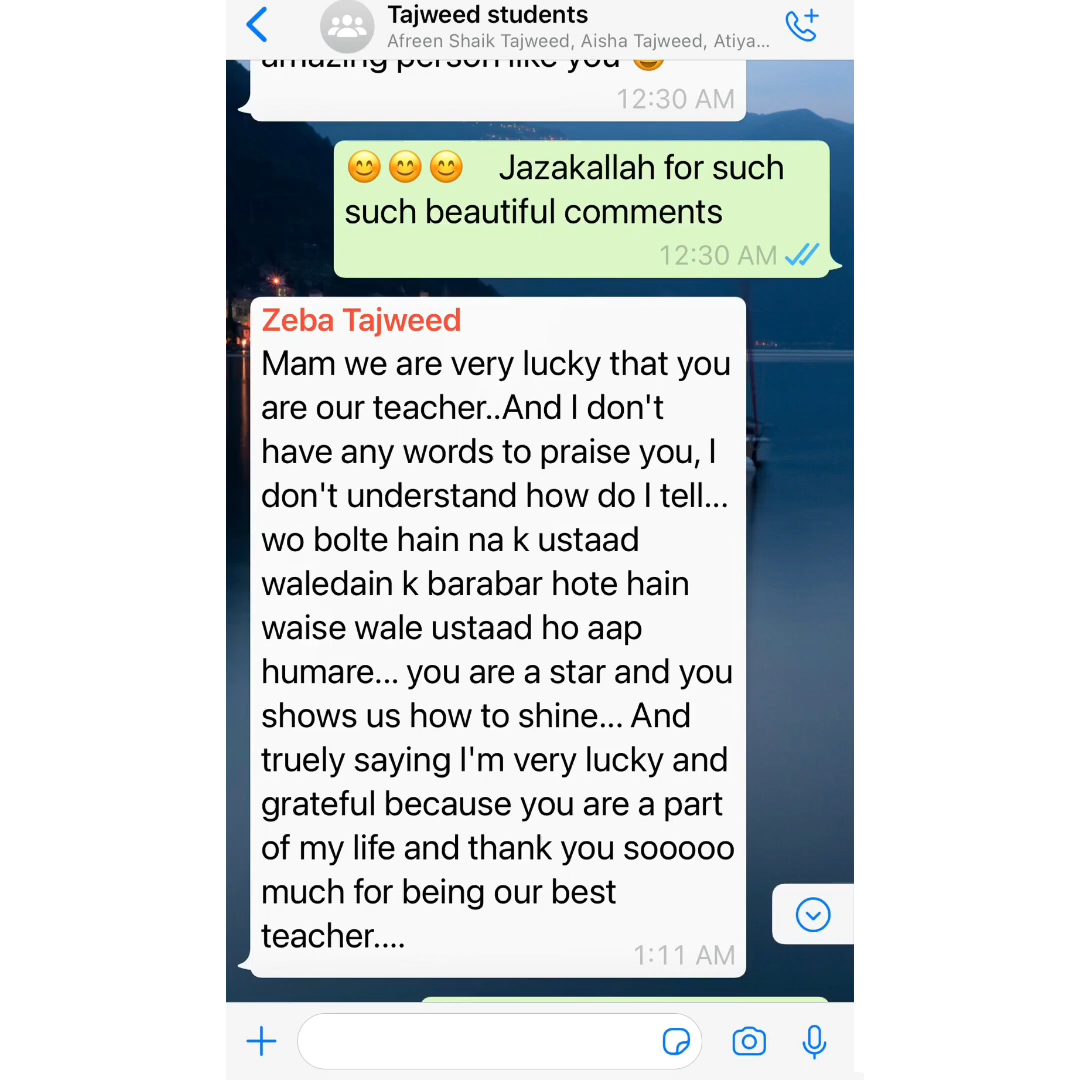 Tajweed students
Afreen Shaik Tajweed, Aisha Tajweed, Atiya...
amazing person like you 😄
12:30 AM
😊😊😊 Jazakallah for such
such beautiful comments
12:30 AM
Zeba Tajweed
Mam we are very lucky that you
are our teacher..And I don't
have any words to praise you, I
don't understand how do I tell...
wo bolte hain na k ustaad
waledain k barabar hote hain
waise wale ustaad ho aap
humare... you are a star and you
shows us how to shine... And
truely saying I'm very lucky and
grateful because you are a part
of my life and thank you sooooo
much for being our best
teacher....
1:11 AM